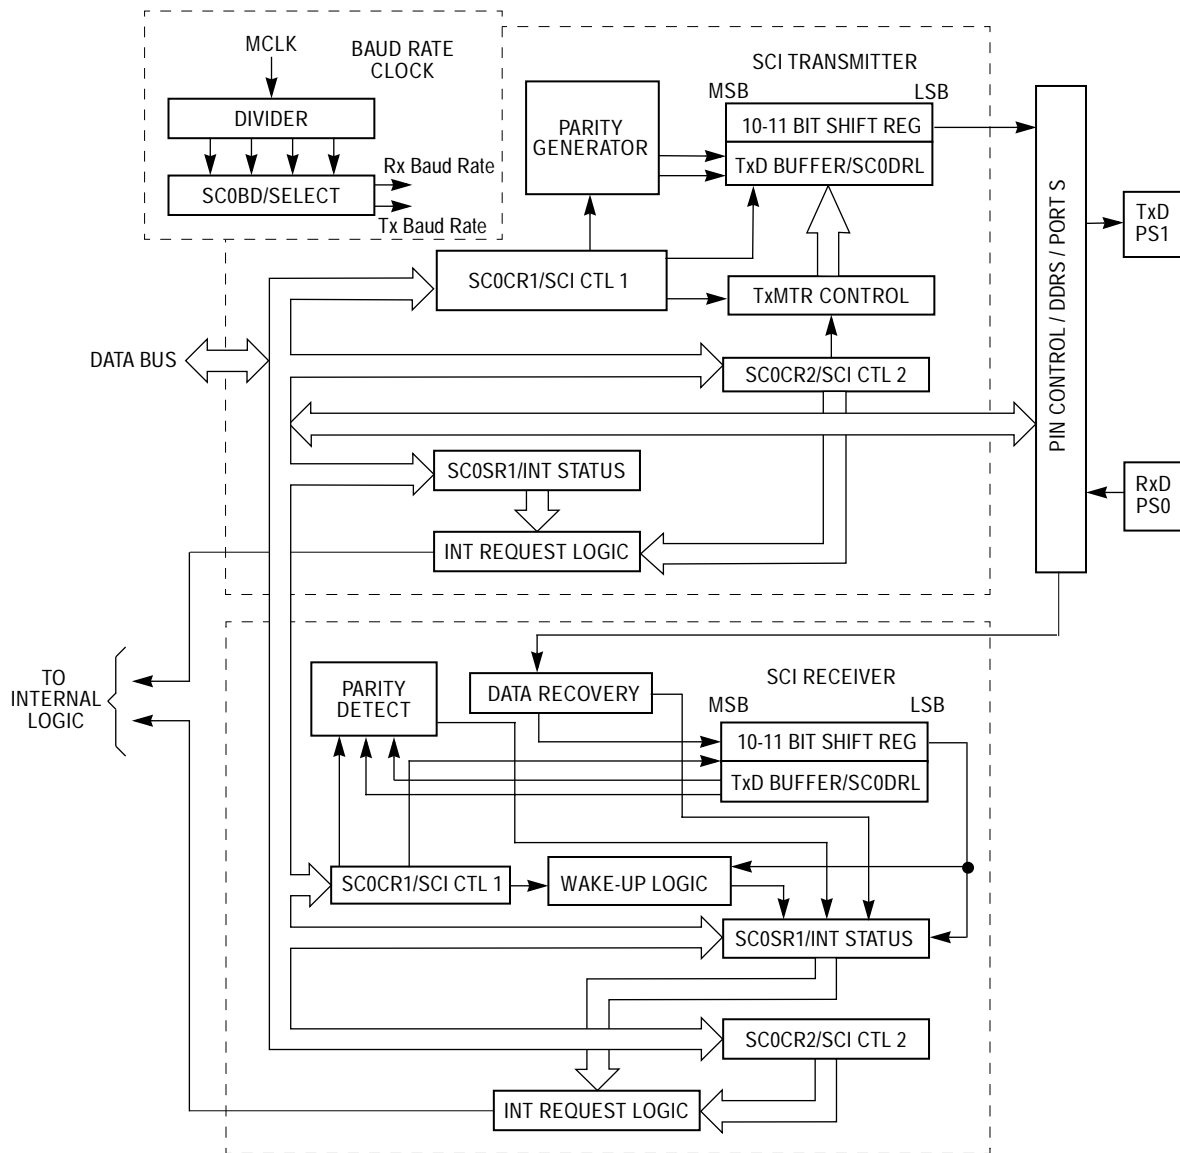 MCLK
BAUD RATE
CLOCK
DIVIDER
SC0BD/SELECT
Rx Baud Rate
Tx Baud Rate
SCI TRANSMITTER
MSB
LSB
PARITY
GENERATOR
10-11 BIT SHIFT REG
TxD BUFFER/SC0DRL
SC0CR1/SCI CTL 1
TxMTR CONTROL
DATA BUS
SC0CR2/SCI CTL 2
SC0SR1/INT STATUS
INT REQUEST LOGIC
PIN CONTROL / DDRS / PORT S
TxD
PS1
RxD
PS0
TO
INTERNAL
LOGIC
SCI RECEIVER
PARITY
DETECT
DATA RECOVERY
MSB
LSB
10-11 BIT SHIFT REG
TxD BUFFER/SC0DRL
SC0CR1/SCI CTL 1
WAKE-UP LOGIC
SC0SR1/INT STATUS
SC0CR2/SCI CTL 2
INT REQUEST LOGIC